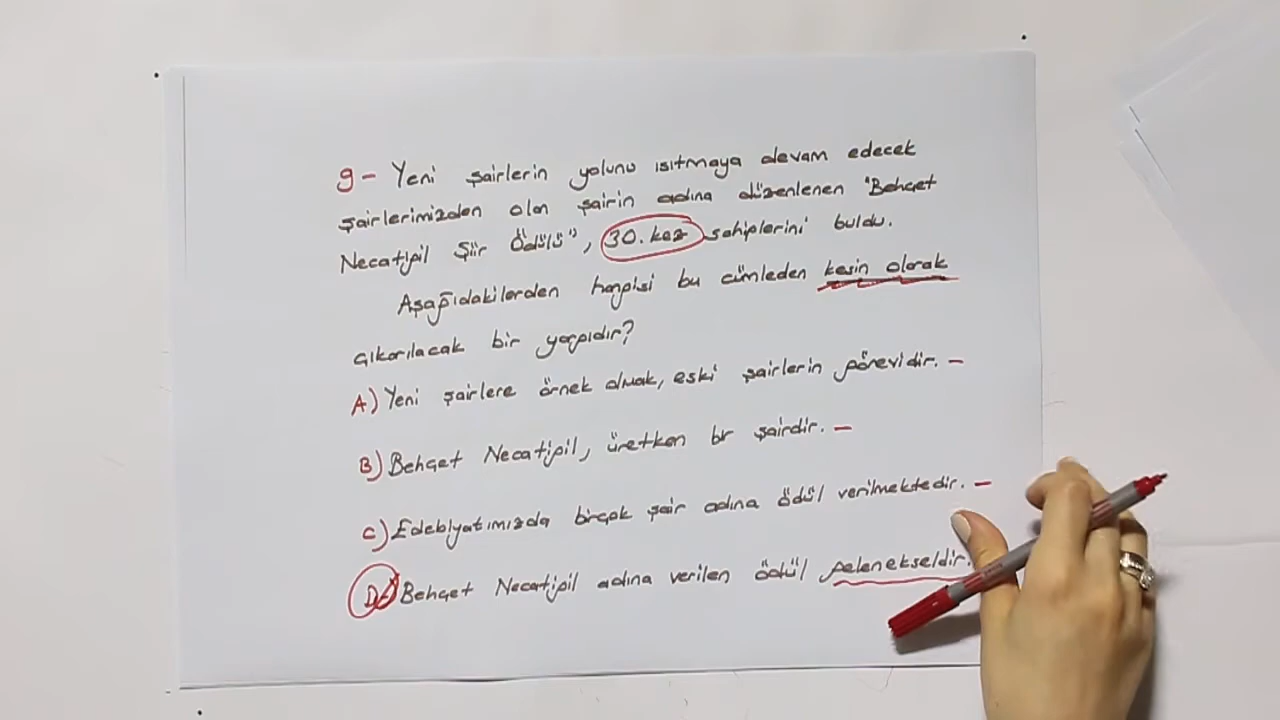 9- Yeni şairlerin yolunu ısıtmaya devam edecek
şairlerimizden olan şairin adına düzenlenen "Behçet
Necatigil Şiir Ödülü", 30. kez sahiplerini buldu.
Aşağıdakilerden hangisi bu cümleden kesin olarak
çıkarılacak bir yargıdır?
A) Yeni şairlere örnek olmak, eski şairlerin görevidir. -
B) Behçet Necatigil, üretken bir şairdir. -
C) Edebiyatımızda birçok şair adına ödül verilmektedir. -
D) Behçet Necatigil adına verilen ödül gelenekseldir.